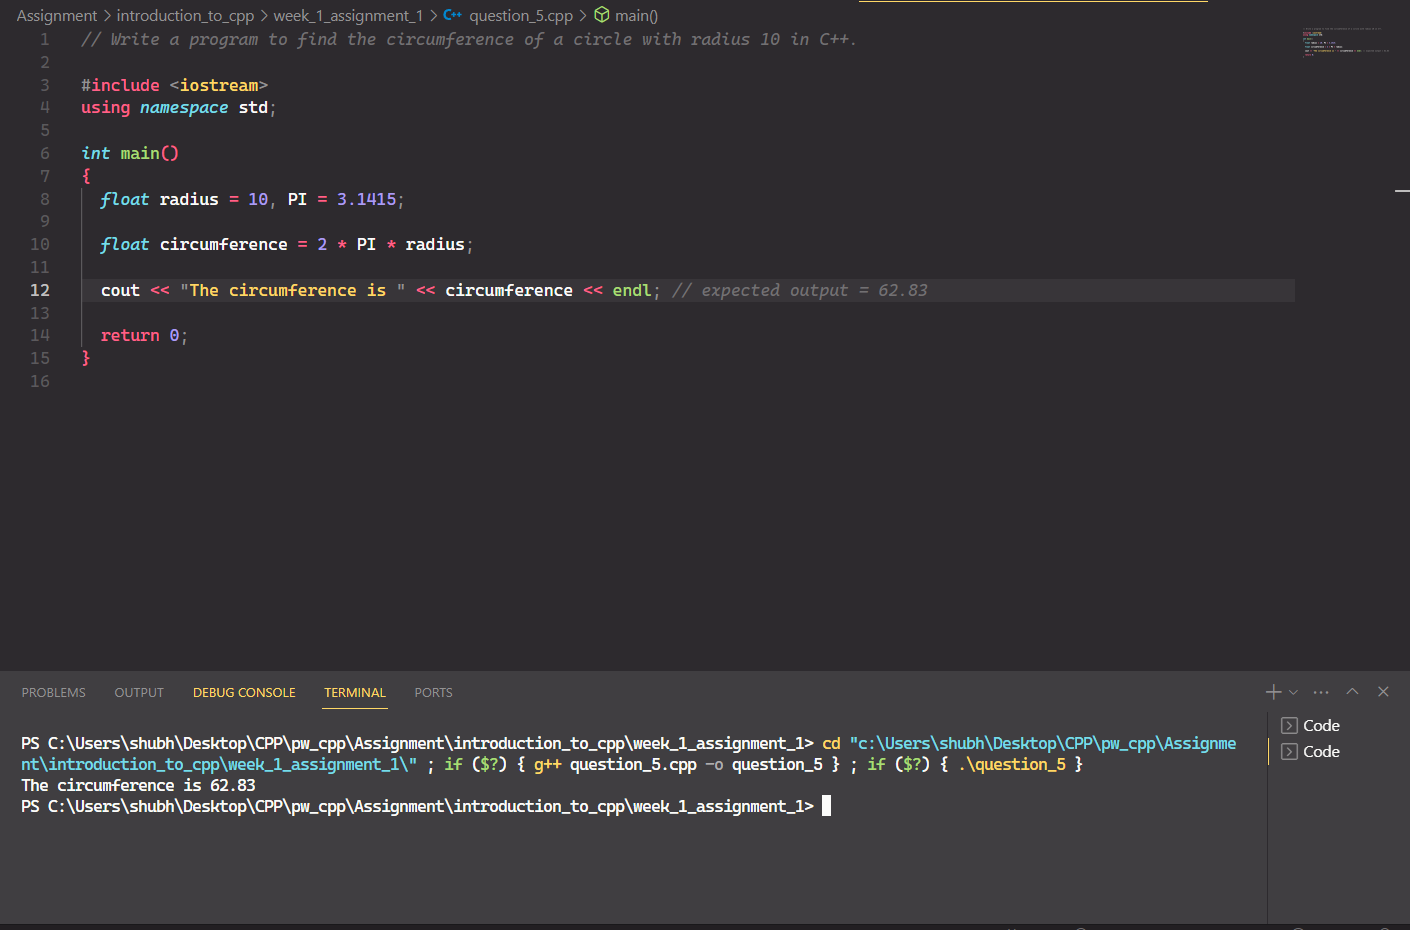 Assignment > introduction_to_cpp > week_1_assignment_1 > C++ question_5.cpp > main()
1 // Write a program to find the circumference of a circle with radius 10 in C++.
2
3 #include <iostream>
4 using namespace std;
5
6 int main()
7 {
8 float radius = 10, PI = 3.1415;
9
10 float circumference = 2 * PI * radius;
11
12 cout << "The circumference is " << circumference << endl; // expected output = 62.83
13
14 return 0;
15 }
16
PROBLEMS OUTPUT DEBUG CONSOLE TERMINAL PORTS
PS C:\Users\shubh\Desktop\CPP\pw_cpp\Assignment\introduction_to_cpp\week_1_assignment_1> cd "c:\Users\shubh\Desktop\CPP\pw_cpp\Assignme
nt\introduction_to_cpp\week_1_assignment_1\" ; if ($?) { g++ question_5.cpp -o question_5 } ; if ($?) { .\question_5 }
The circumference is 62.83
PS C:\Users\shubh\Desktop\CPP\pw_cpp\Assignment\introduction_to_cpp\week_1_assignment_1>
Code
Code